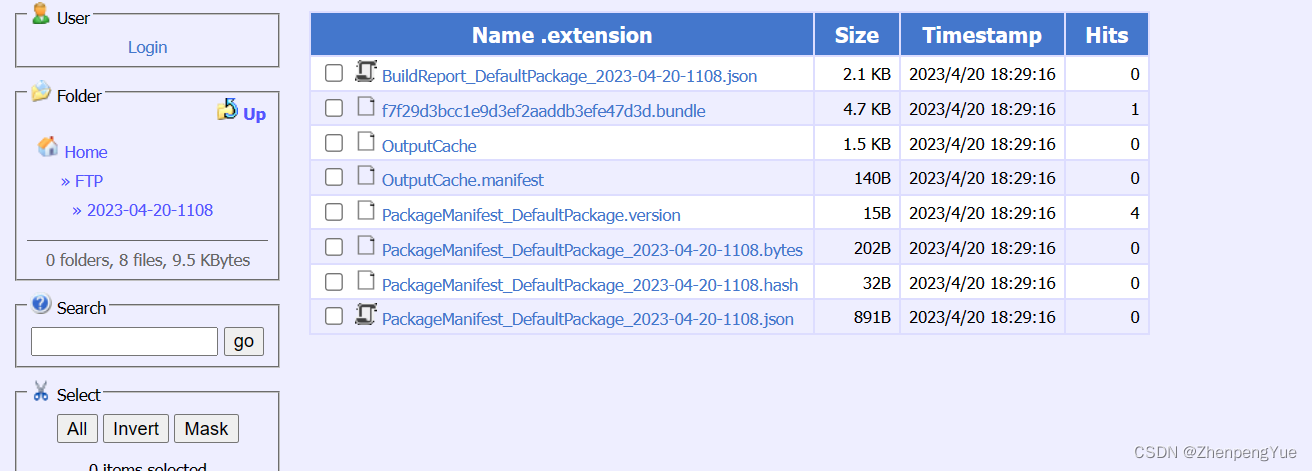 User
Login
Folder
Up
Home
» FTP
» 2023-04-20-1108
0 folders, 8 files, 9.5 KBytes
Search
go
Select
All Invert Mask
0 items selected
Name .extension Size Timestamp Hits
BuildReport_DefaultPackage_2023-04-20-1108.json 2.1 KB 2023/4/20 18:29:16 0
f7f29d3bcc1e9d3ef2aaddb3efe47d3d.bundle 4.7 KB 2023/4/20 18:29:16 1
OutputCache 1.5 KB 2023/4/20 18:29:16 0
OutputCache.manifest 140B 2023/4/20 18:29:16 0
PackageManifest_DefaultPackage.version 15B 2023/4/20 18:29:16 4
PackageManifest_DefaultPackage_2023-04-20-1108.bytes 202B 2023/4/20 18:29:16 0
PackageManifest_DefaultPackage_2023-04-20-1108.hash 32B 2023/4/20 18:29:16 0
PackageManifest_DefaultPackage_2023-04-20-1108.json 891B 2023/4/20 18:29:16 0
CSDN @ZhenpengYue